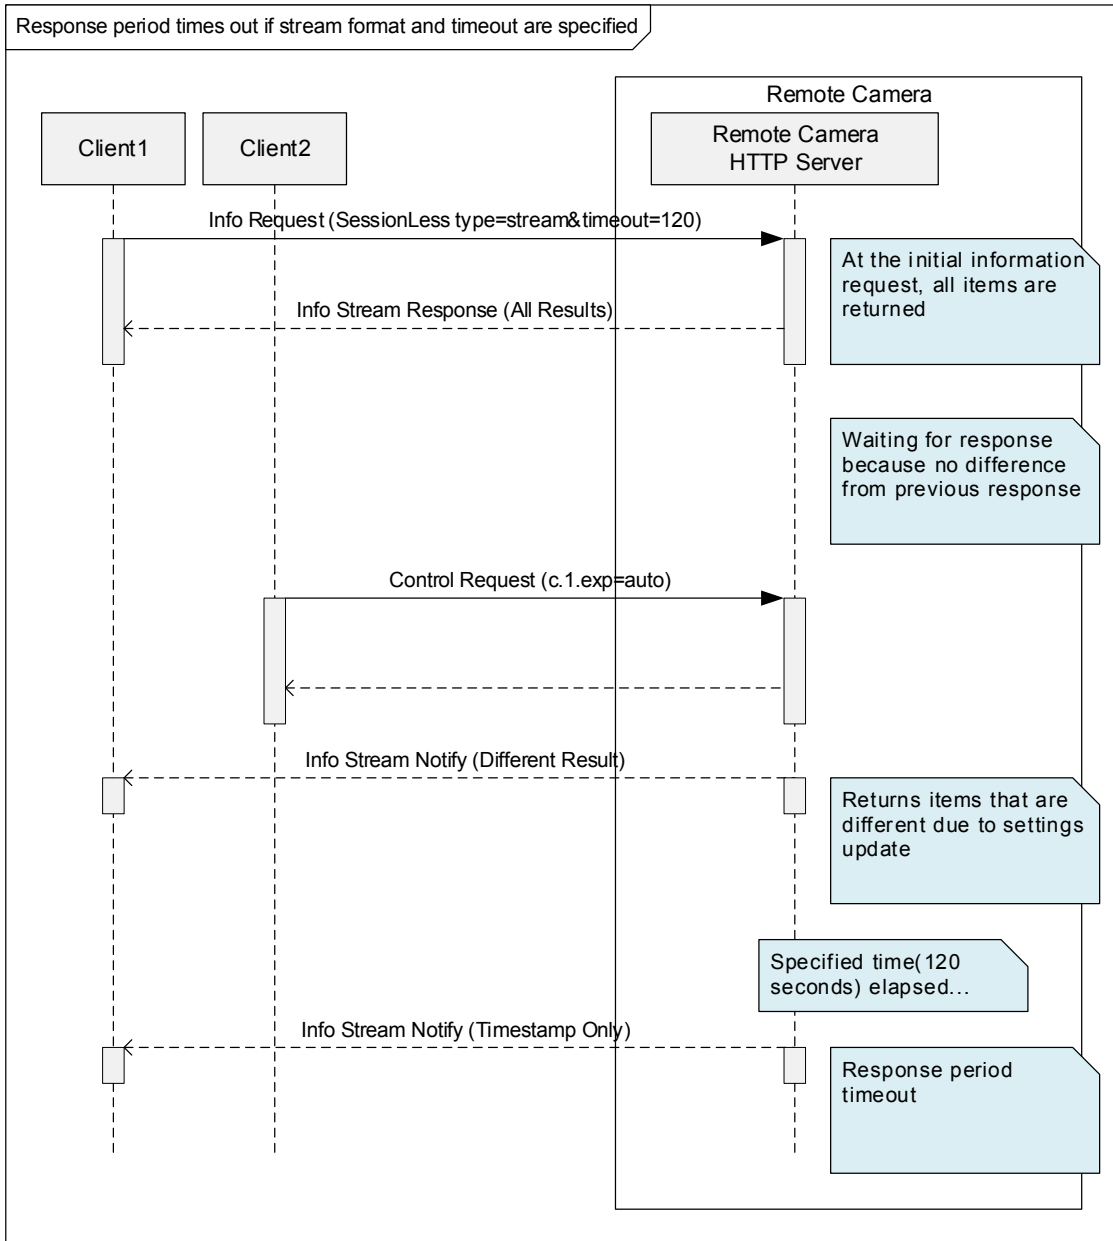 Response period times out if stream format and timeout are specified
Remote Camera
Client1
Client2
Remote Camera
HTTP Server
Info Request (SessionLess type=stream&timeout=120)
At the initial information
request, all items are
returned
Info Stream Response (All Results)
Waiting for response
because no difference
from previous response
Control Request (c.1.exp=auto)
Info Stream Notify (Different Result)
Returns items that are
different due to settings
update
Specified time(120
seconds) elapsed...
Info Stream Notify (Timestamp Only)
Response period
timeout